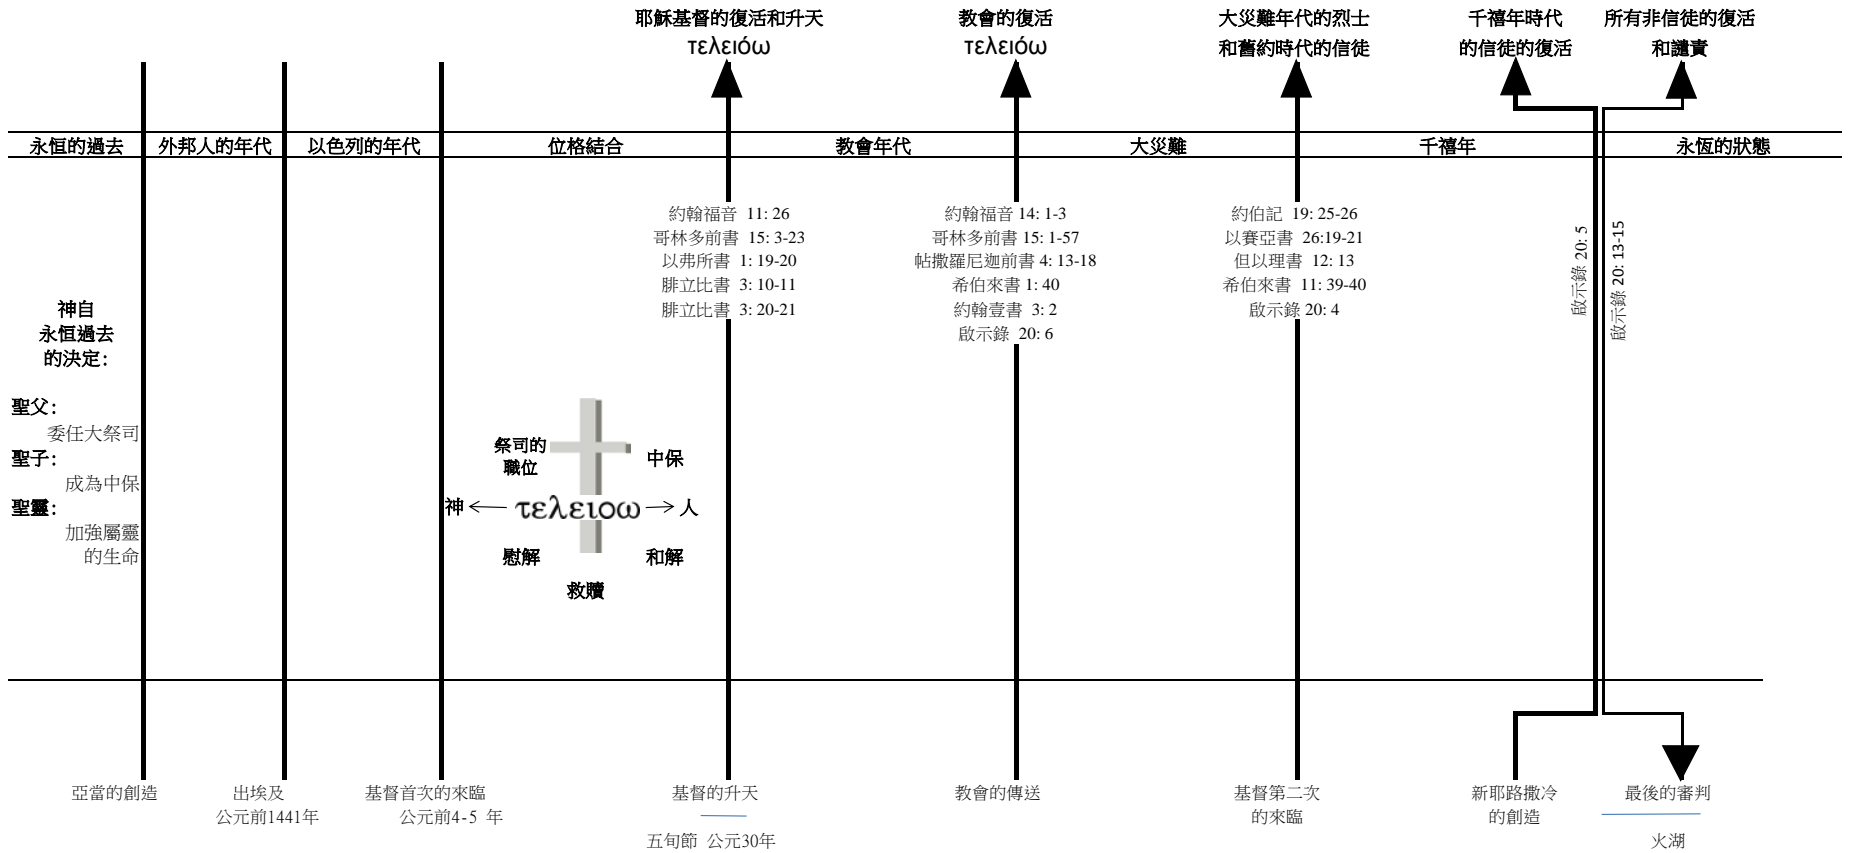 耶穌基督的復活和升天
τελειόω
教會的復活
τελειόω
大災難年代的烈士
和舊約時代的信徒
千禧年時代
的信徒的復活
所有非信徒的復活
和譴責
永恒的過去
外邦人的年代
以色列的年代
位格結合
教會年代
大災難
千禧年
永恆的狀態
約翰福音 11: 26
哥林多前書 15: 3-23
以弗所書 1: 19-20
腓立比書 3: 10-11
腓立比書 3: 20-21
約翰福音 14: 1-3
哥林多前書 15: 1-57
帖撒羅尼迦前書 4: 13-18
希伯來書 1: 40
約翰壹書 3: 2
啟示錄 20: 6
約伯記 19: 25-26
以賽亞書 26:19-21
但以理書 12: 13
希伯來書 11: 39-40
啟示錄 20: 4
啟示錄 20: 5
啟示錄 20: 13-15
神自
永恒過去
的決定:
聖父:
委任大祭司
聖子:
成為中保
聖靈:
加強屬靈
的生命
祭司的
職位
中保
神
τελειοω
人
慰解
和解
救贖
亞當的創造
出埃及
公元前1441年
基督首次的來臨
公元前4-5 年
基督的升天
五旬節 公元30年
教會的傳送
基督第二次
的來臨
新耶路撒冷
的創造
最後的審判
火湖